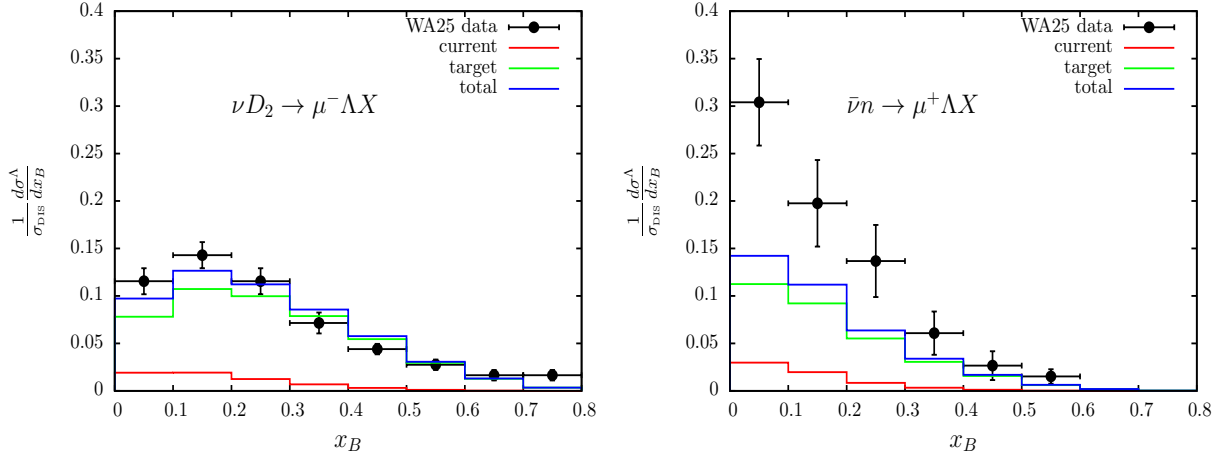 0.4
0.35
0.3
0.25
0.2
0.15
0.1
0.05
0
WA25 data
current
target
total
νD₂ → μ⁻ΛX
1/σ_DIS dσ^Λ/dx_B
0 0.1 0.2 0.3 0.4 0.5 0.6 0.7 0.8
x_B
0.4
0.35
0.3
0.25
0.2
0.15
0.1
0.05
0
WA25 data
current
target
total
ν̄n → μ⁺ΛX
1/σ_DIS dσ^Λ/dx_B
0 0.1 0.2 0.3 0.4 0.5 0.6 0.7 0.8
x_B